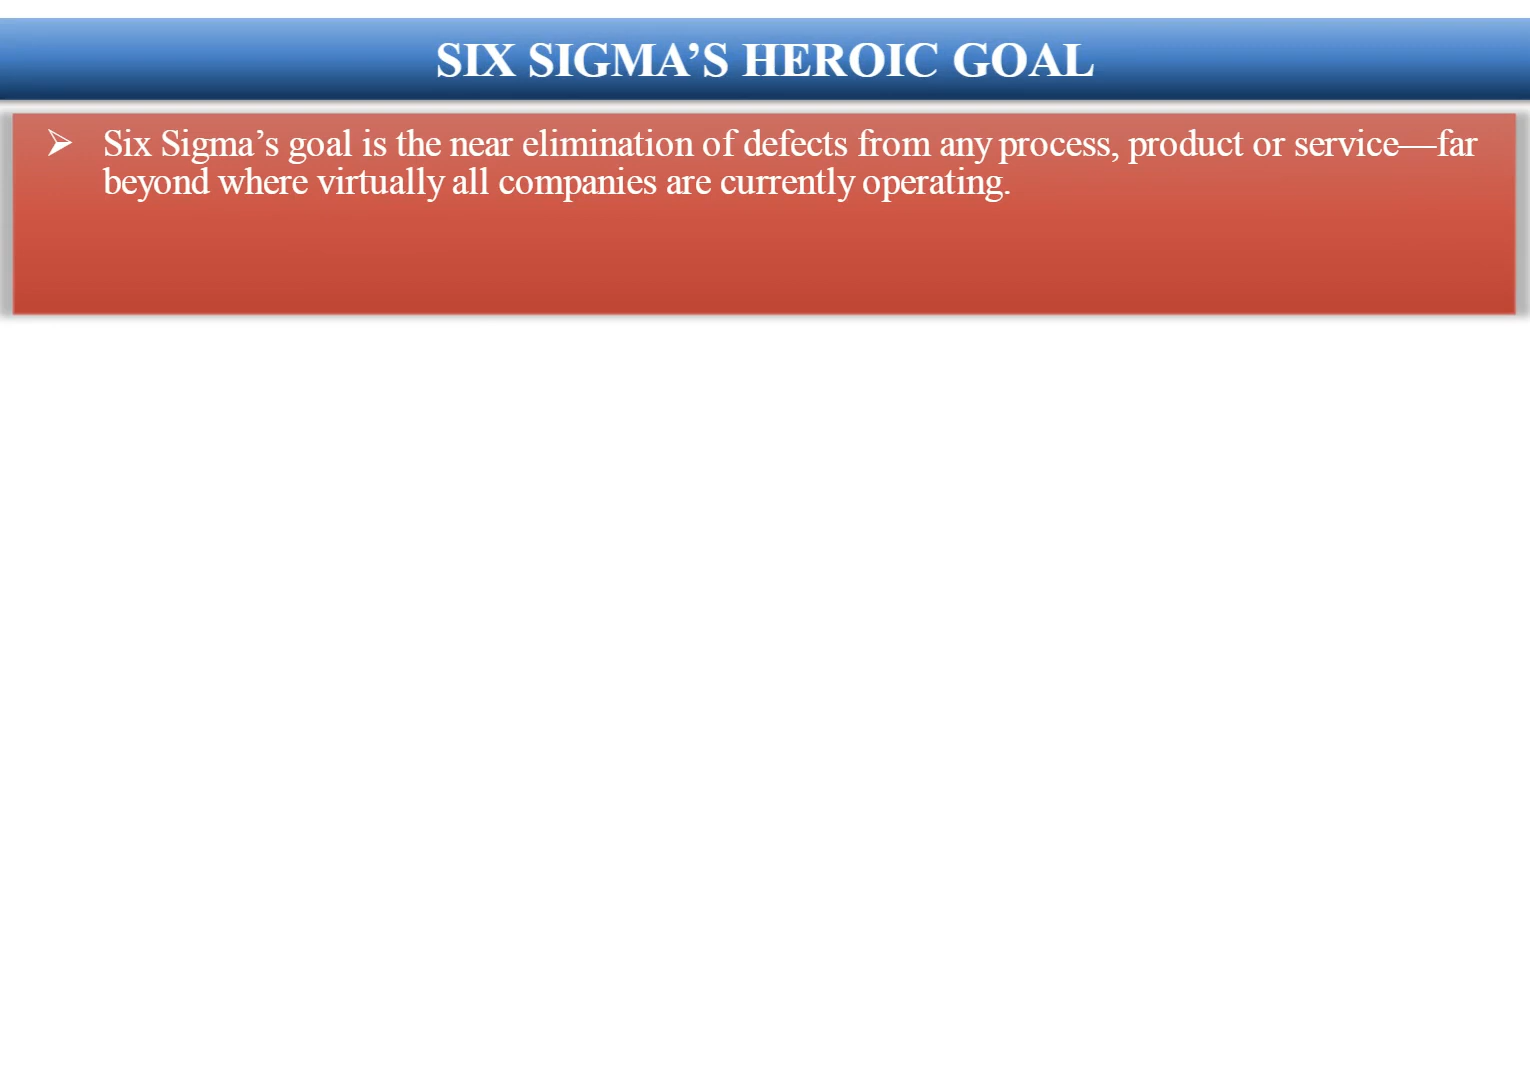 SIX SIGMA’S HEROIC GOAL
➢ Six Sigma’s goal is the near elimination of defects from any process, product or service—far
beyond where virtually all companies are currently operating.